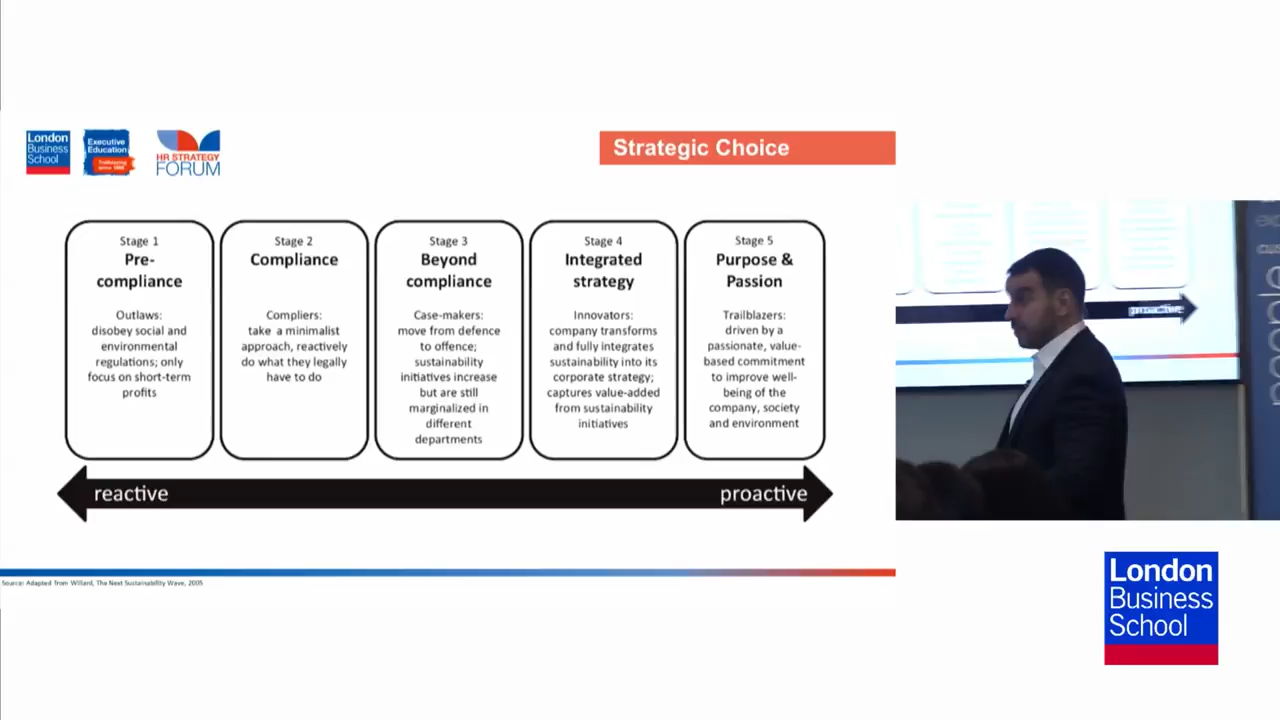 London
Business
School
Executive
Education
Trailblazing
since 1966
HR STRATEGY
FORUM
Strategic Choice
Stage 1
Pre-
compliance
Outlaws:
disobey social and
environmental
regulations; only
focus on short-term
profits
Stage 2
Compliance
Compliers:
take a minimalist
approach, reactively
do what they legally
have to do
Stage 3
Beyond
compliance
Case-makers:
move from defence
to offence;
sustainability
initiatives increase
but are still
marginalized in
different
departments
Stage 4
Integrated
strategy
Innovators:
company transforms
and fully integrates
sustainability into its
corporate strategy;
captures value-added
from sustainability
initiatives
Stage 5
Purpose &
Passion
Trailblazers:
driven by a
passionate, value-
based commitment
to improve well-
being of the
company, society
and environment
reactive
proactive
Source: Adapted from Willard, The Next Sustainability Wave, 2005
proactive
London
Business
School